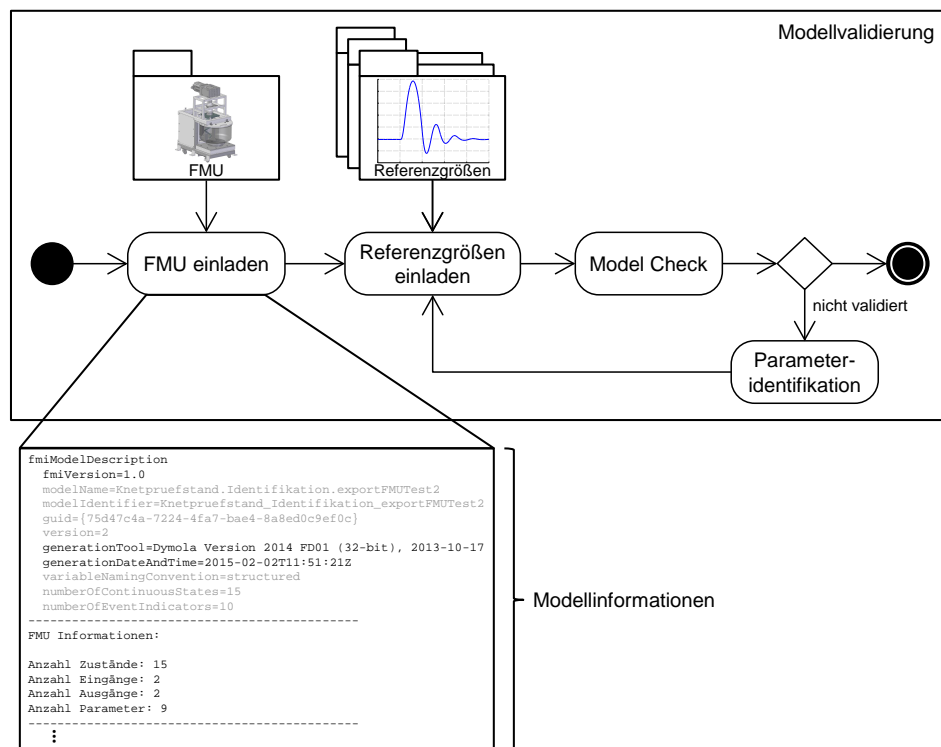 Modellvalidierung
FMU
Referenzgrößen
FMU einladen
Referenzgrößen
einladen
Model Check
nicht validiert
Parameter-
identifikation
fmiModelDescription
fmiVersion=1.0
modelName=Knetpruefstand.Identifikation.exportFMUTest2
modelIdentifier=Knetpruefstand_Identifikation_exportFMUTest2
guid={75d47c4a-7224-4fa7-bae4-8a8ed0c9ef0c}
version=2
generationTool=Dymola Version 2014 FD01 (32-bit), 2013-10-17
generationDateAndTime=2015-02-02T11:51:21Z
variableNamingConvention=structured
numberOfContinuousStates=15
numberOfEventIndicators=10
--------------------------------------------
FMU Informationen:
Anzahl Zustände: 15
Anzahl Eingänge: 2
Anzahl Ausgänge: 2
Anzahl Parameter: 9
--------------------------------------------
Modellinformationen